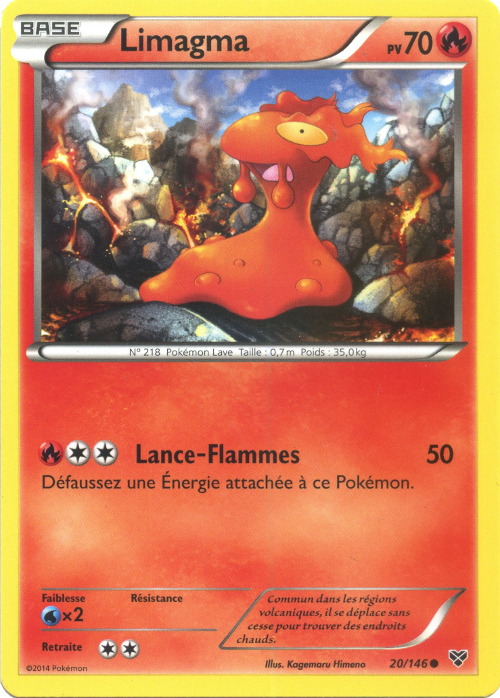 BASE
Limagma
PV 70
N° 218 Pokémon Lave Taille : 0,7 m Poids : 35,0 kg
Lance-Flammes 50
Défaussez une Énergie attachée à ce Pokémon.
Faiblesse Résistance
×2
Retraite
Commun dans les régions
volcaniques, il se déplace sans
cesse pour trouver des endroits
chauds.
©2014 Pokémon
Illus. Kagemaru Himeno
20/146